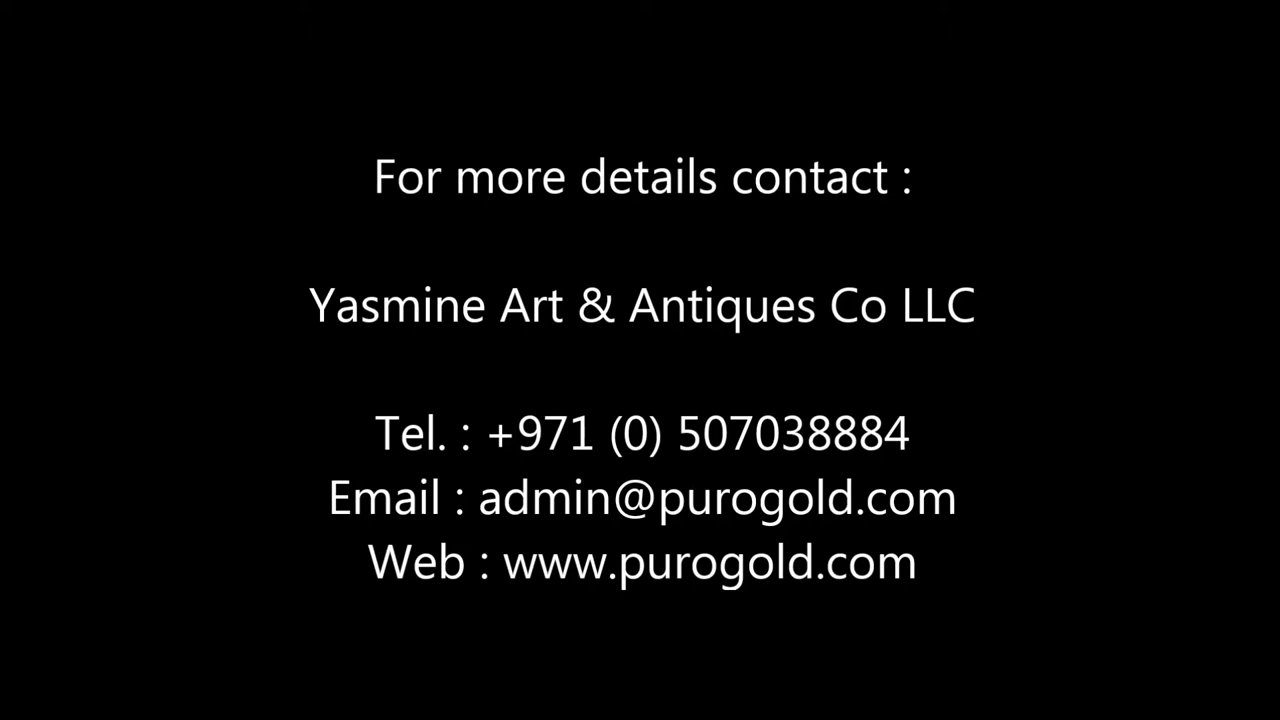 For more details contact :
Yasmine Art & Antiques Co LLC
Tel. : +971 (0) 507038884
Email : admin@purogold.com
Web : www.purogold.com